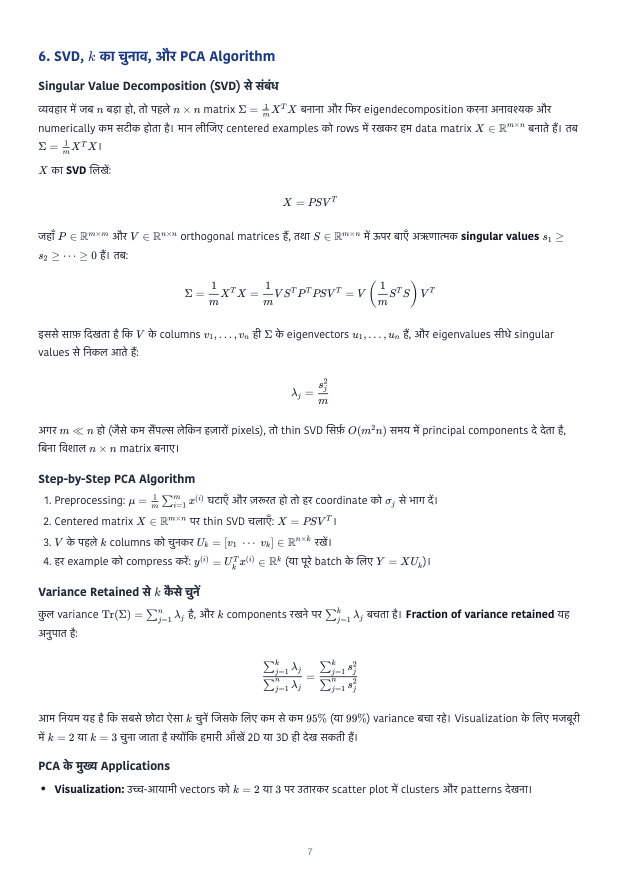 6. SVD, k का चुनाव, और PCA Algorithm
Singular Value Decomposition (SVD) से संबंध
व्यवहार में जब n बड़ा हो, तो पहले n × n matrix Σ = 1/m X^T X बनाना और फिर eigendecomposition करना अनावश्यक और
numerically कम सटीक होता है। मान लीजिए centered examples को rows में रखकर हम data matrix X ∈ ℝ^{m×n} बनाते हैं। तब
Σ = 1/m X^T X।
X का SVD लिखें:
X = PSV^T
जहाँ P ∈ ℝ^{m×m} और V ∈ ℝ^{n×n} orthogonal matrices हैं, तथा S ∈ ℝ^{m×n} में ऊपर बाएँ अऋणात्मक singular values s_1 ≥
s_2 ≥ ⋯ ≥ 0 हैं। तब:
Σ = 1/m X^T X = 1/m V S^T P^T P S V^T = V (1/m S^T S) V^T
इससे साफ़ दिखता है कि V के columns v_1, …, v_n ही Σ के eigenvectors u_1, …, u_n हैं, और eigenvalues सीधे singular
values से निकल आते हैं:
λ_j = s_j^2/m
अगर m ≪ n हो (जैसे कम सैंपल्स लेकिन हज़ारों pixels), तो thin SVD सिर्फ़ O(m^2 n) समय में principal components दे देता है,
बिना विशाल n × n matrix बनाए।
Step-by-Step PCA Algorithm
1. Preprocessing: μ = 1/m ∑_{i=1}^m x^{(i)} घटाएँ और ज़रूरत हो तो हर coordinate को σ_j से भाग दें।
2. Centered matrix X ∈ ℝ^{m×n} पर thin SVD चलाएँ: X = PSV^T।
3. V के पहले k columns को चुनकर U_k = [v_1 ⋯ v_k] ∈ ℝ^{n×k} रखें।
4. हर example को compress करें: y^{(i)} = U_k^T x^{(i)} ∈ ℝ^k (या पूरे batch के लिए Y = XU_k)।
Variance Retained से k कैसे चुनें
कुल variance Tr(Σ) = ∑_{j=1}^n λ_j है, और k components रखने पर ∑_{j=1}^k λ_j बचता है। Fraction of variance retained यह
अनुपात है:
∑_{j=1}^k λ_j / ∑_{j=1}^n λ_j = ∑_{j=1}^k s_j^2 / ∑_{j=1}^n s_j^2
आम नियम यह है कि सबसे छोटा ऐसा k चुनें जिसके लिए कम से कम 95% (या 99%) variance बचा रहे। Visualization के लिए मजबूरी
में k = 2 या k = 3 चुना जाता है क्योंकि हमारी आँखें 2D या 3D ही देख सकती हैं।
PCA के मुख्य Applications
• Visualization: उच्च-आयामी vectors को k = 2 या 3 पर उतारकर scatter plot में clusters और patterns देखना।
7